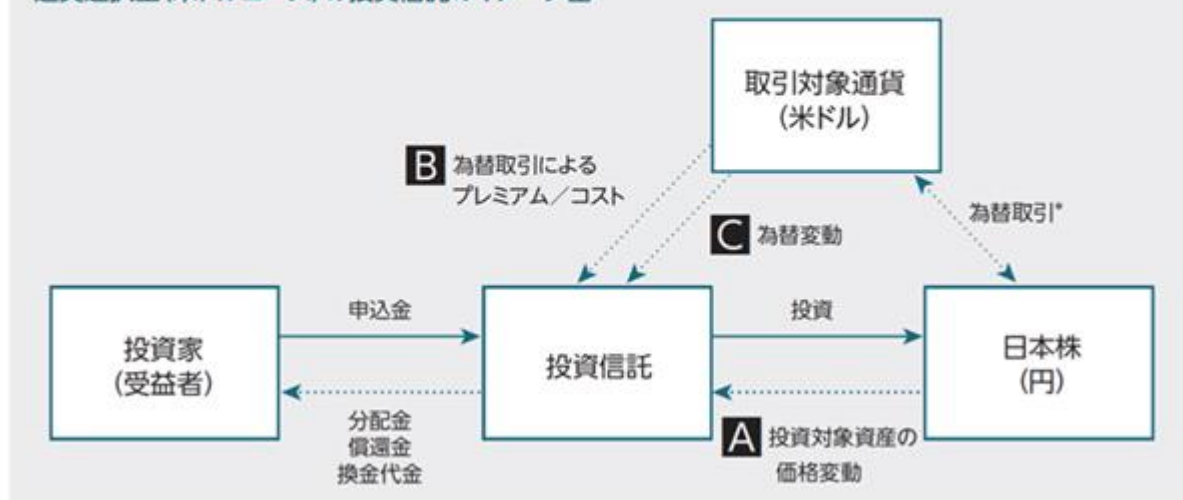 取引対象通貨
(米ドル)
B 為替取引による
プレミアム／コスト
C 為替変動
為替取引*
申込金
投資
投資家
(受益者)
投資信託
日本株
(円)
分配金
償還金
換金代金
A 投資対象資産の
価格変動